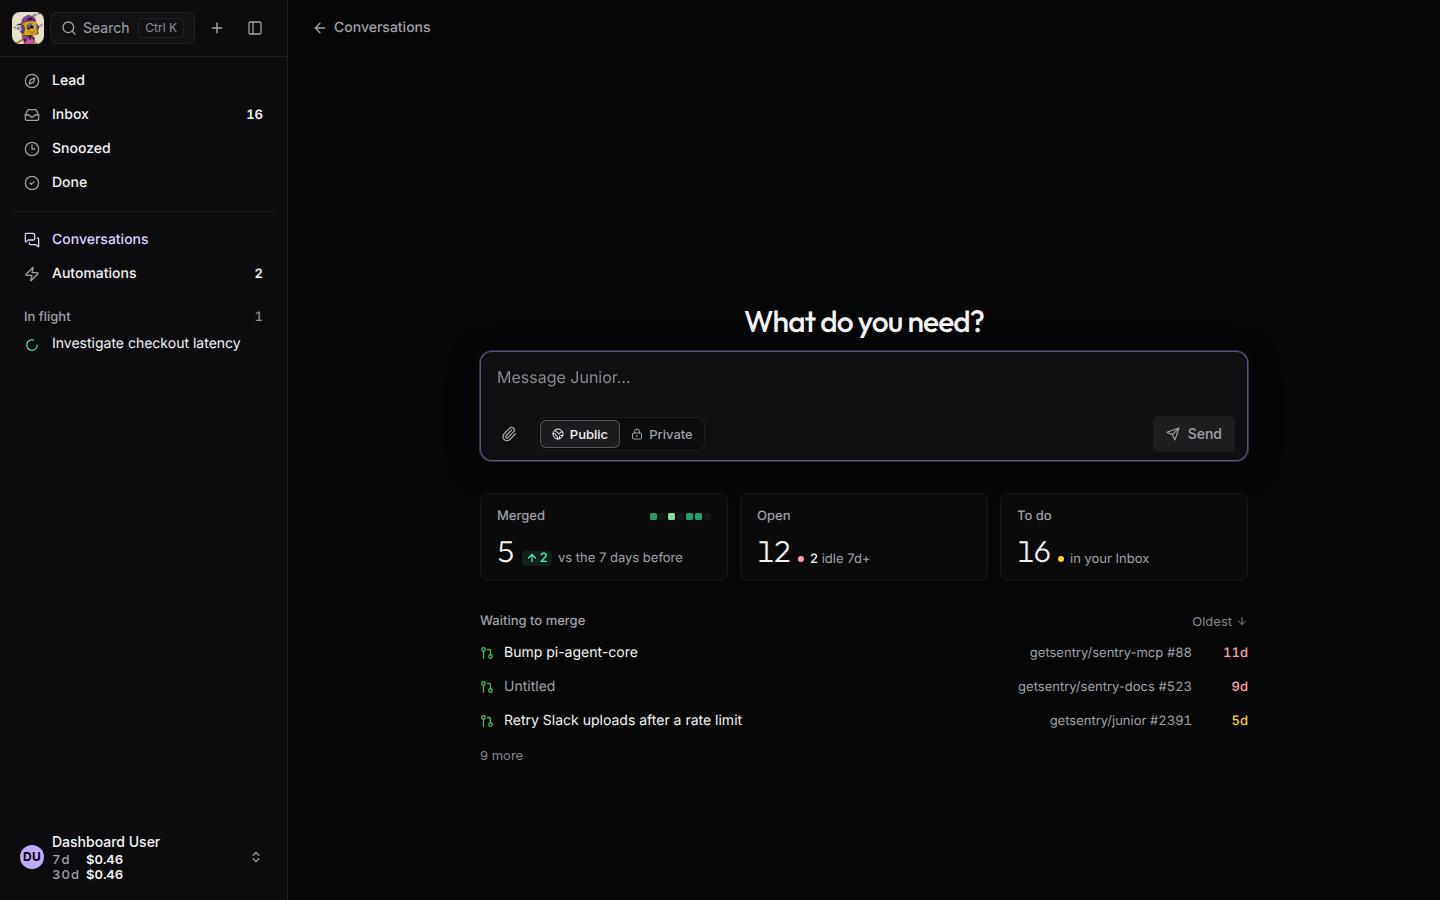 Search Ctrl K
Lead
Inbox 16
Snoozed
Done
Conversations
Automations 2
In flight 1
Investigate checkout latency
DU
Dashboard User
7d $0.46
30d $0.46
Conversations
What do you need?
Message Junior...
Public Private Send
Merged
5 2 vs the 7 days before
Open
12 2 idle 7d+
To do
16 in your Inbox
Waiting to merge Oldest
Bump pi-agent-core getsentry/sentry-mcp #88 11d
Untitled getsentry/sentry-docs #523 9d
Retry Slack uploads after a rate limit getsentry/junior #2391 5d
9 more